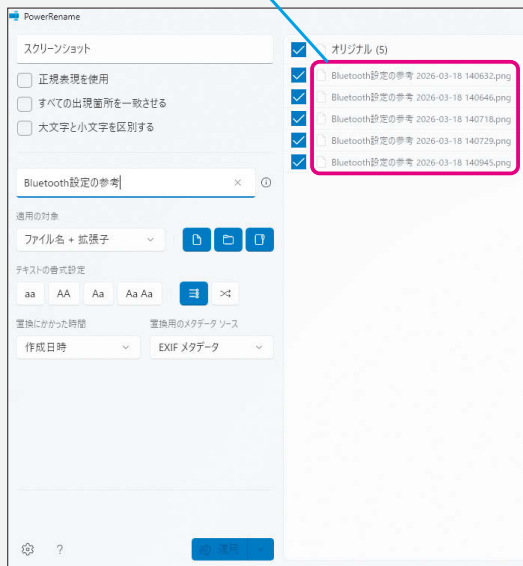 PowerRename
スクリーンショット
正規表現を使用
すべての出現箇所を一致させる
大文字と小文字を区別する
Bluetooth設定の参考
適用の対象
ファイル名 + 拡張子
テキストの書式設定
aa AA Aa Aa Aa
置換にかかった時間 置換用のメタデータ ソース
作成日時 EXIF メタデータ
?
適用
オリジナル (5)
Bluetooth設定の参考 2026-03-18 140632.png
Bluetooth設定の参考 2026-03-18 140646.png
Bluetooth設定の参考 2026-03-18 140718.png
Bluetooth設定の参考 2026-03-18 140729.png
Bluetooth設定の参考 2026-03-18 140945.png